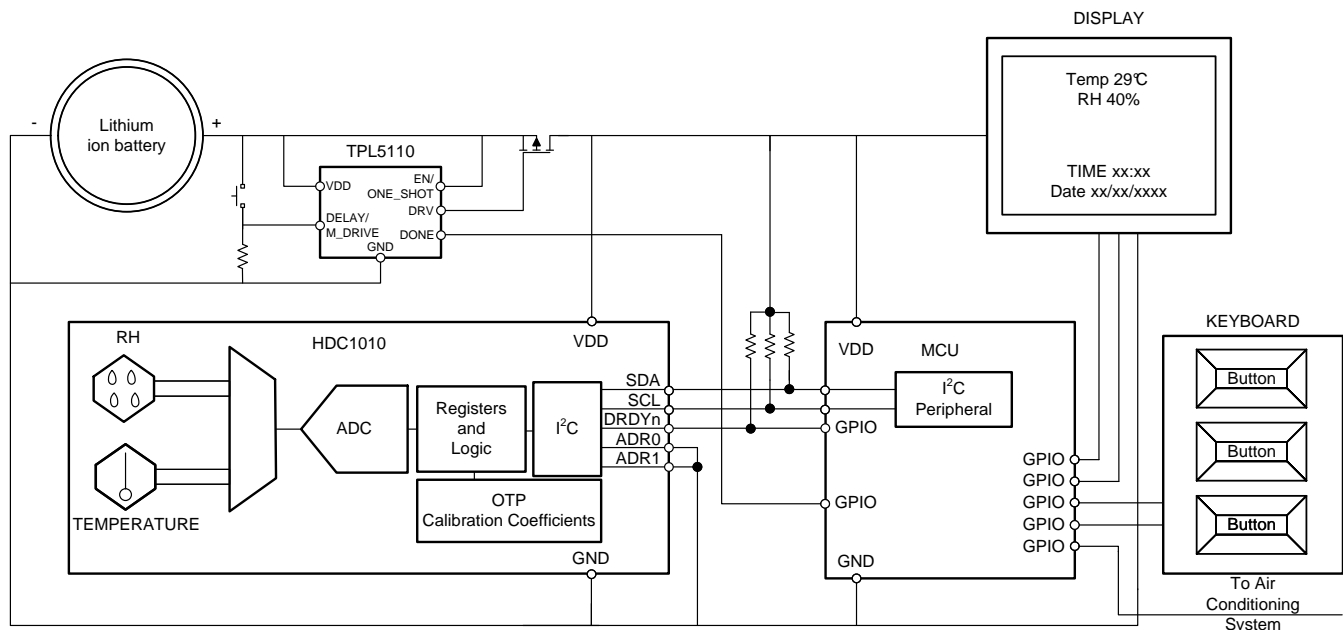 DISPLAY
Temp 29℃
RH 40%
TIME xx:xx
Date xx/xx/xxxx
-
Lithium
ion battery
+
TPL5110
VDD
EN/
ONE_SHOT
DRV
DELAY/
M_DRIVE
DONE
GND
RH
HDC1010
VDD
TEMPERATURE
ADC
Registers
and
Logic
I²C
OTP
Calibration Coefficients
SDA
SCL
DRDYn
ADR0
ADR1
GND
VDD
MCU
I²C
Peripheral
GPIO
GPIO
GND
GPIO
GPIO
GPIO
GPIO
GPIO
KEYBOARD
Button
Button
Button
To Air
Conditioning
System